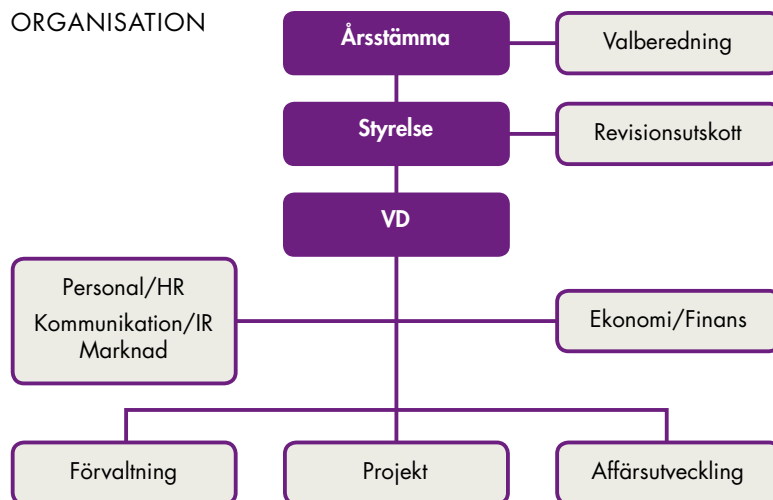 ORGANISATION
Årsstämma
Valberedning
Styrelse
Revisionsutskott
VD
Personal/HR
Kommunikation/IR
Marknad
Ekonomi/Finans
Förvaltning
Projekt
Affärsutveckling